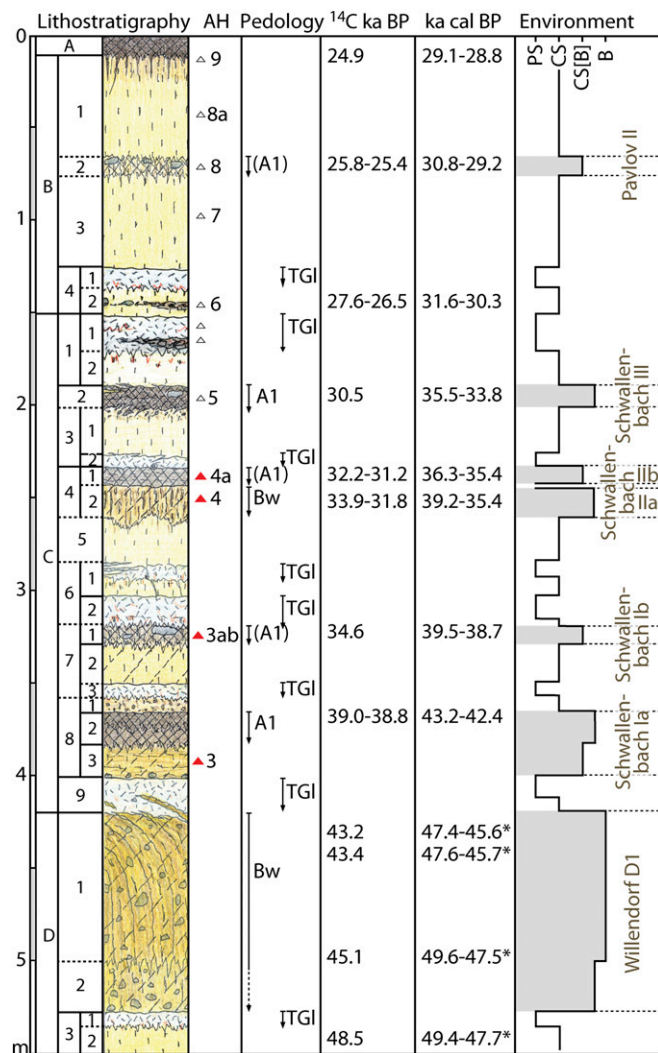 Lithostratigraphy AH Pedology ¹⁴C ka BP ka cal BP Environment
PS CS CS[B] B
0 A 9 24.9 29.1-28.8
B 1 8a
2 8 (A1) 25.8-25.4 30.8-29.2 Pavlov II
1 3 7
4 1 TGl
2 6 27.6-26.5 31.6-30.3
C 1 1 TGl
2
2 2 5 A1 30.5 35.5-33.8 Schwallen-
bach III
3 1
2 TGl
4 1 4a (A1) 32.2-31.2 36.3-35.4 Schwallen-
bach IIb
2 4 Bw 33.9-31.8 39.2-35.4 IIa
5
6 1 TGl
3 2 TGl
7 1 3ab (A1) 34.6 39.5-38.7 Schwallen-
bach Ib
2
3 TGl
8 1
2 A1 39.0-38.8 43.2-42.4 Schwallen-
bach Ia
3 3
4
9 TGl
D 1 Bw 43.2 47.4-45.6*
43.4 47.6-45.7*
Willendorf D1
5 45.1 49.6-47.5*
2
3 1 TGl
2 48.5 49.4-47.7*
m